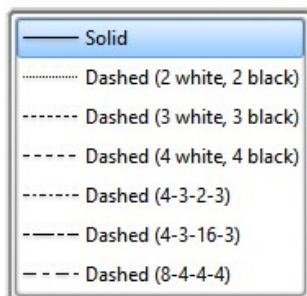 Solid
Dashed (2 white, 2 black)
Dashed (3 white, 3 black)
Dashed (4 white, 4 black)
Dashed (4-3-2-3)
Dashed (4-3-16-3)
Dashed (8-4-4-4)